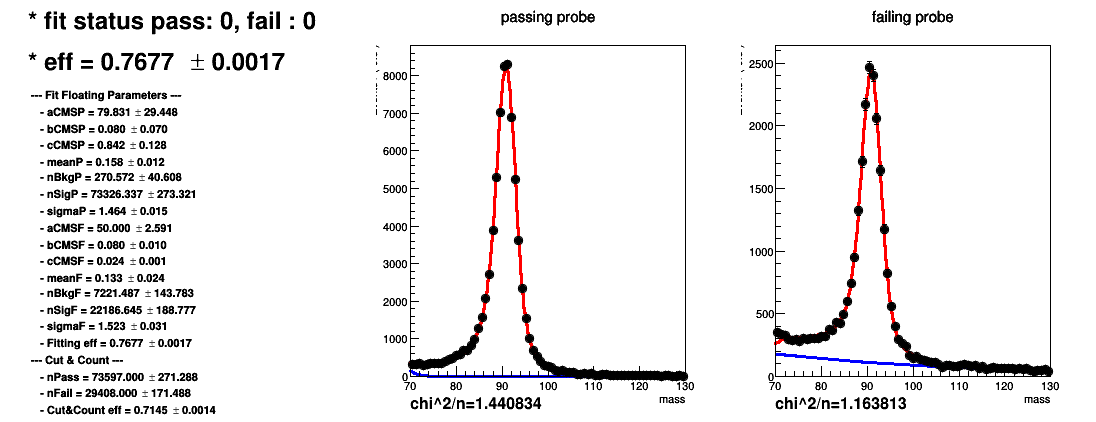 * fit status pass: 0, fail : 0
* eff = 0.7677 ± 0.0017
--- Fit Floating Parameters ---
- aCMSP = 79.831 ± 29.448
- bCMSP = 0.080 ± 0.070
- cCMSP = 0.842 ± 0.128
- meanP = 0.158 ± 0.012
- nBkgP = 270.572 ± 40.608
- nSigP = 73326.337 ± 273.321
- sigmaP = 1.464 ± 0.015
- aCMSF = 50.000 ± 2.591
- bCMSF = 0.080 ± 0.010
- cCMSF = 0.024 ± 0.001
- meanF = 0.133 ± 0.024
- nBkgF = 7221.487 ± 143.783
- nSigF = 22186.645 ± 188.777
- sigmaF = 1.523 ± 0.031
- Fitting eff = 0.7677 ± 0.0017
--- Cut & Count ---
- nPass = 73597.000 ± 271.288
- nFail = 29408.000 ± 171.488
- Cut&Count eff = 0.7145 ± 0.0014
passing probe
8000
7000
6000
5000
4000
3000
2000
1000
0
70 80 90 100 110 120 130
mass
chi^2/n=1.440834
failing probe
2500
2000
1500
1000
500
0
70 80 90 100 110 120 130
mass
chi^2/n=1.163813